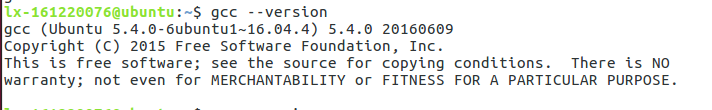 lx-161220076@ubuntu:~$ gcc --version
gcc (Ubuntu 5.4.0-6ubuntu1~16.04.4) 5.4.0 20160609
Copyright (C) 2015 Free Software Foundation, Inc.
This is free software; see the source for copying conditions.  There is NO
warranty; not even for MERCHANTABILITY or FITNESS FOR A PARTICULAR PURPOSE.